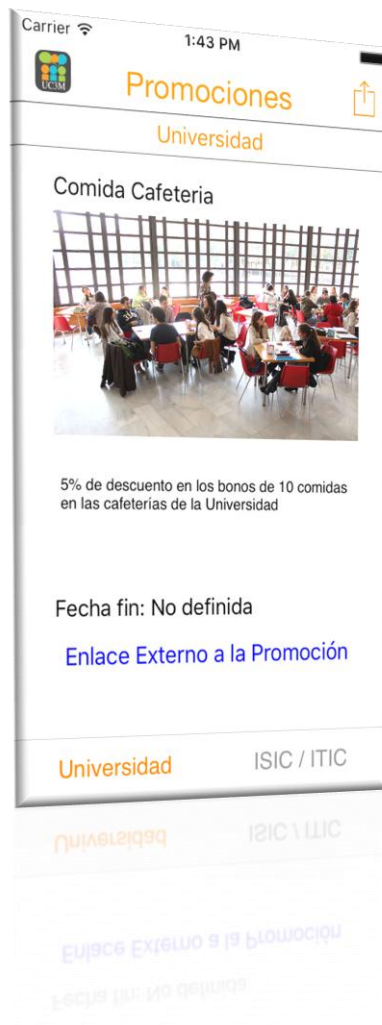 Carrier
1:43 PM
UC3M
Promociones
Universidad
Comida Cafeteria
5% de descuento en los bonos de 10 comidas
en las cafeterías de la Universidad
Fecha fin: No definida
Enlace Externo a la Promoción
Universidad
ISIC / ITIC